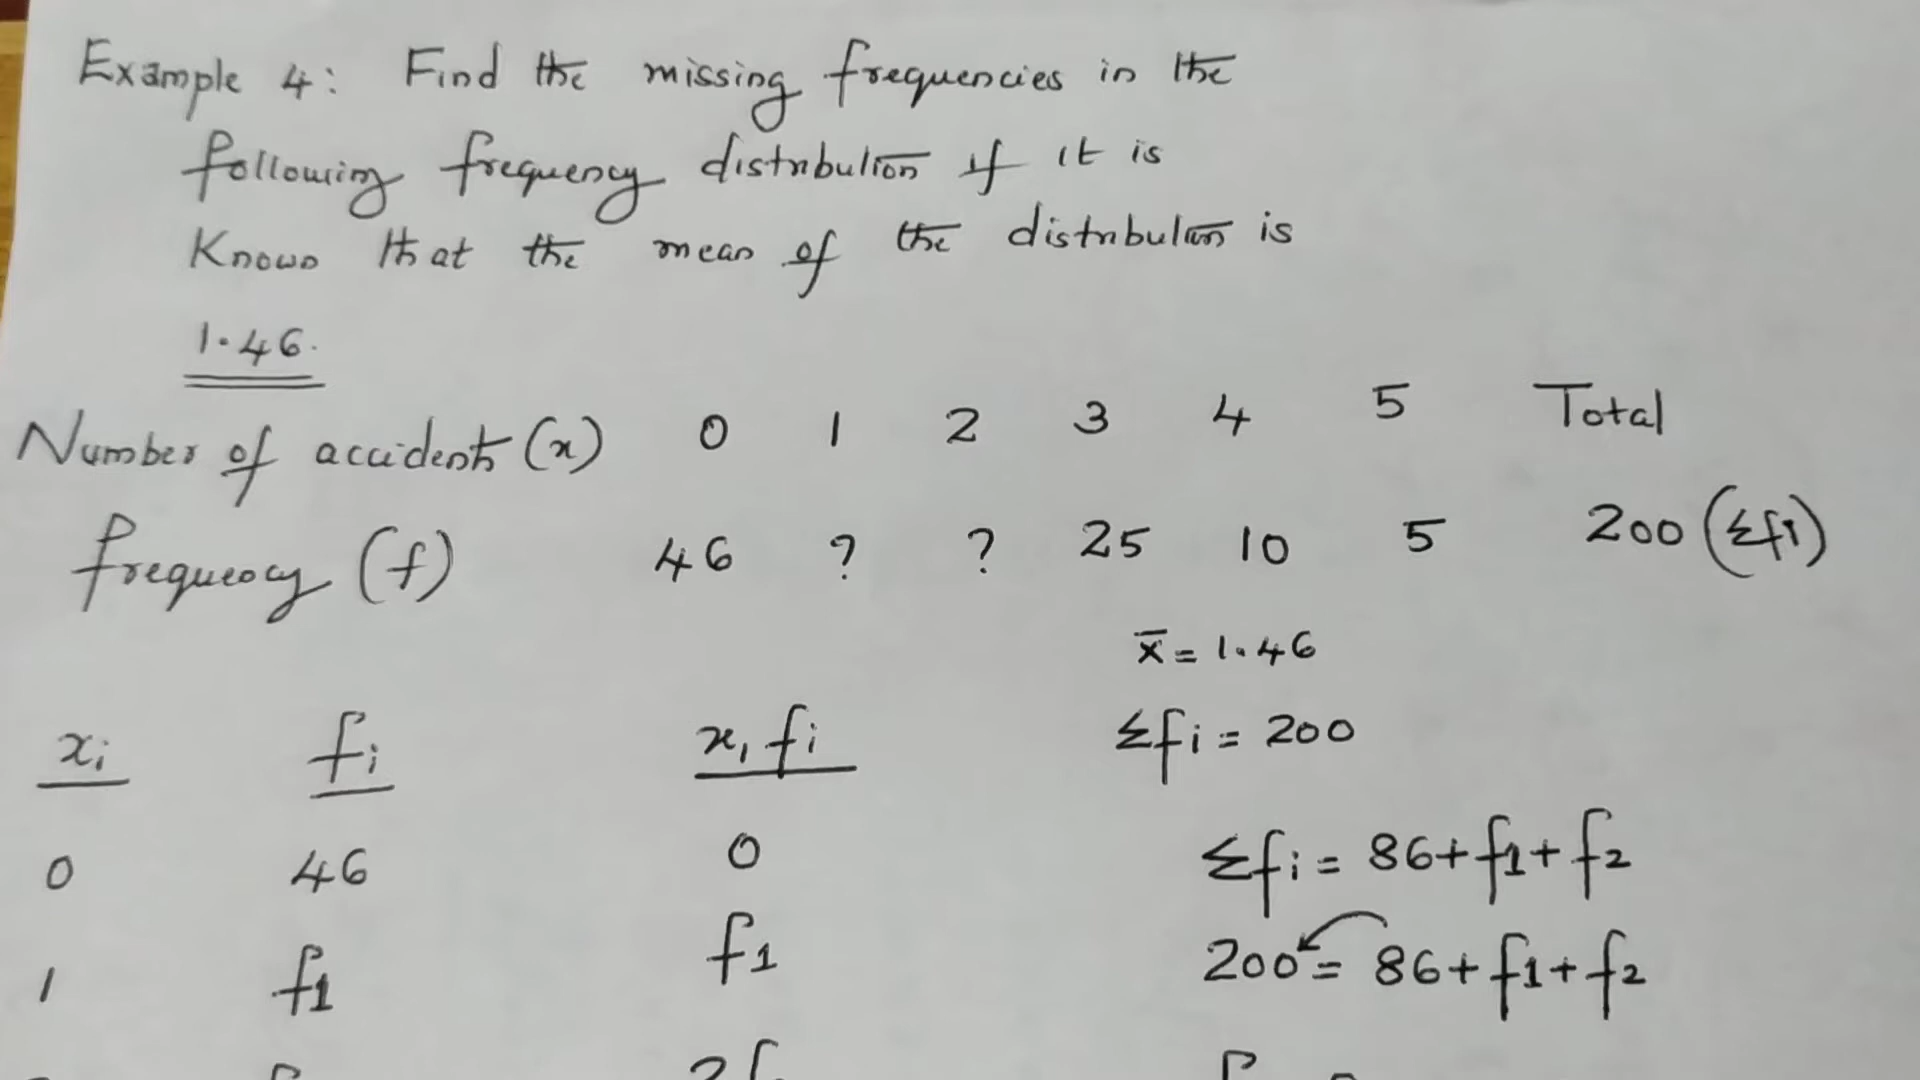 Example 4: Find the missing frequencies in the
following frequency distribution if it is
Known that the mean of the distribution is
1.46.
Number of accidents (x) 0 1 2 3 4 5 Total
frequency (f) 46 ? ? 25 10 5 200 (Σfi)
x̄ = 1.46
xi fi xi fi Σfi = 200
0 46 0 Σfi = 86+f1+f2
1 f1 f1 200 = 86+f1+f2